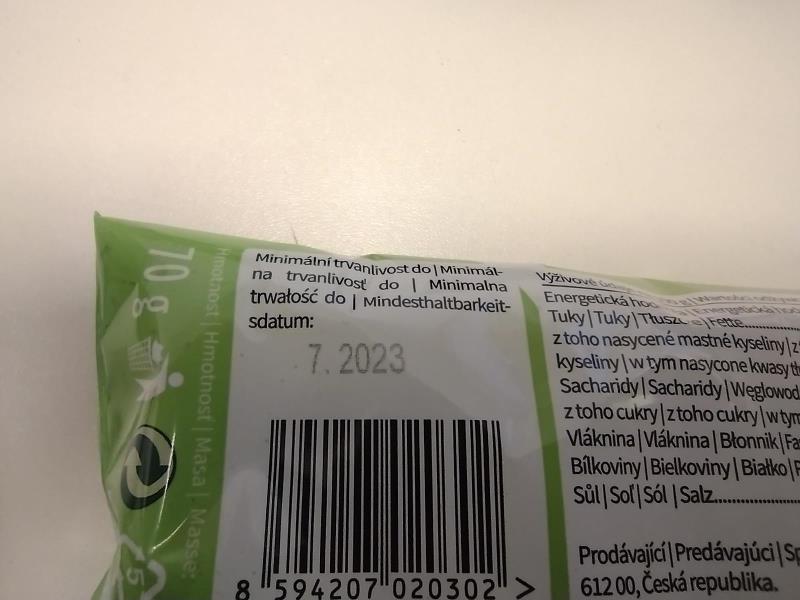 Minimální trvanlivost do | Minimál-
na trvanlivosť do | Minimalna
trwałość do | Mindesthaltbarkeit-
sdatum:
7. 2023
8 594207 020302 >
70 g
Hmotnost | Hmotnosť | Masa | Masse:
5
Výživové
Energetická
Tuky | Tuky | Fette
z toho nasycené mastné kyseliny |
kyseliny | w tym nasycone kwasy
Sacharidy | Sacharidy |
z toho cukry | z toho cukry | w tym
Vláknina | Vláknina | Błonnik |
Bílkoviny | Bielkoviny | Białko |
Sůl | Soľ | Sól | Salz
Prodávající | Predávajúci |
612 00, Česká republika.